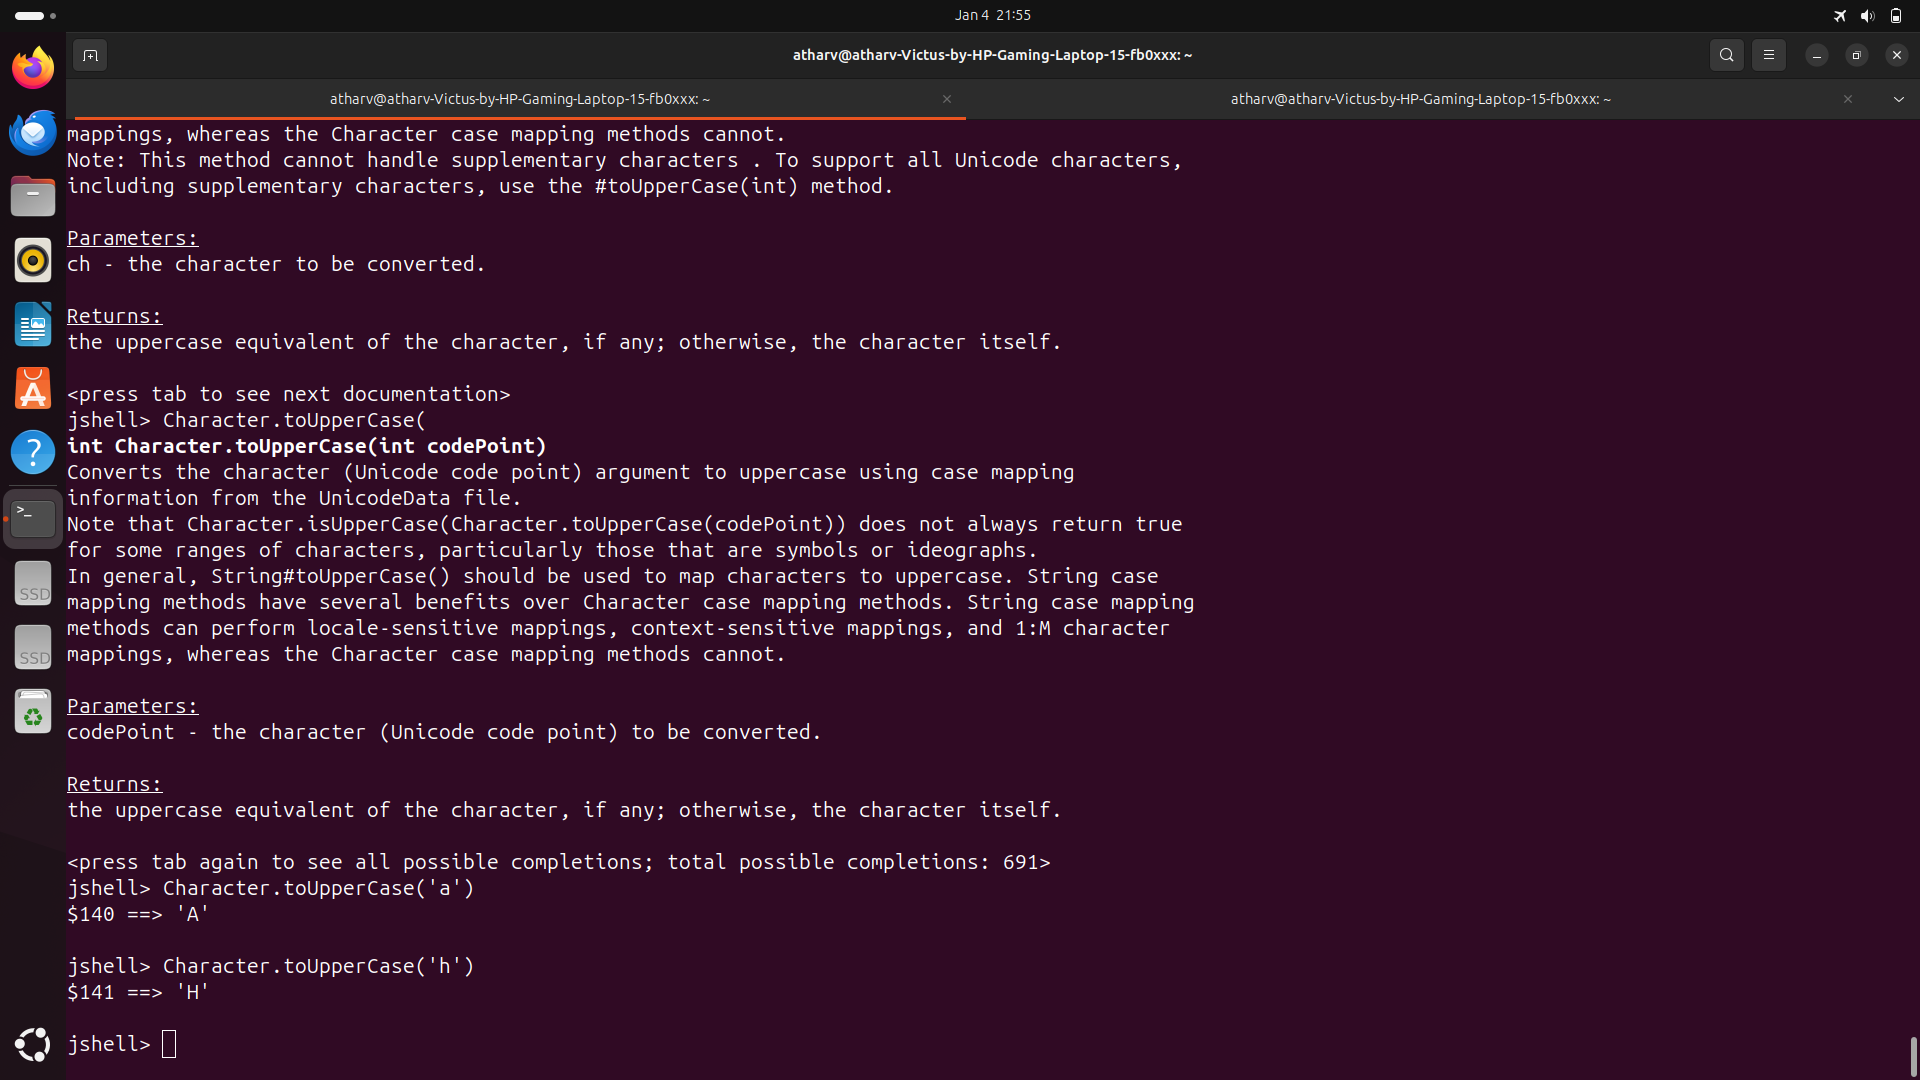 Jan 4 21:55
atharv@atharv-Victus-by-HP-Gaming-Laptop-15-fb0xxx: ~
atharv@atharv-Victus-by-HP-Gaming-Laptop-15-fb0xxx: ~
atharv@atharv-Victus-by-HP-Gaming-Laptop-15-fb0xxx: ~
mappings, whereas the Character case mapping methods cannot.
Note: This method cannot handle supplementary characters . To support all Unicode characters,
including supplementary characters, use the #toUpperCase(int) method.
Parameters:
ch - the character to be converted.
Returns:
the uppercase equivalent of the character, if any; otherwise, the character itself.
<press tab to see next documentation>
jshell> Character.toUpperCase(
int Character.toUpperCase(int codePoint)
Converts the character (Unicode code point) argument to uppercase using case mapping
information from the UnicodeData file.
Note that Character.isUpperCase(Character.toUpperCase(codePoint)) does not always return true
for some ranges of characters, particularly those that are symbols or ideographs.
In general, String#toUpperCase() should be used to map characters to uppercase. String case
mapping methods have several benefits over Character case mapping methods. String case mapping
methods can perform locale-sensitive mappings, context-sensitive mappings, and 1:M character
mappings, whereas the Character case mapping methods cannot.
Parameters:
codePoint - the character (Unicode code point) to be converted.
Returns:
the uppercase equivalent of the character, if any; otherwise, the character itself.
<press tab again to see all possible completions; total possible completions: 691>
jshell> Character.toUpperCase('a')
$140 ==> 'A'
jshell> Character.toUpperCase('h')
$141 ==> 'H'
jshell>
>_
SSD
SSD